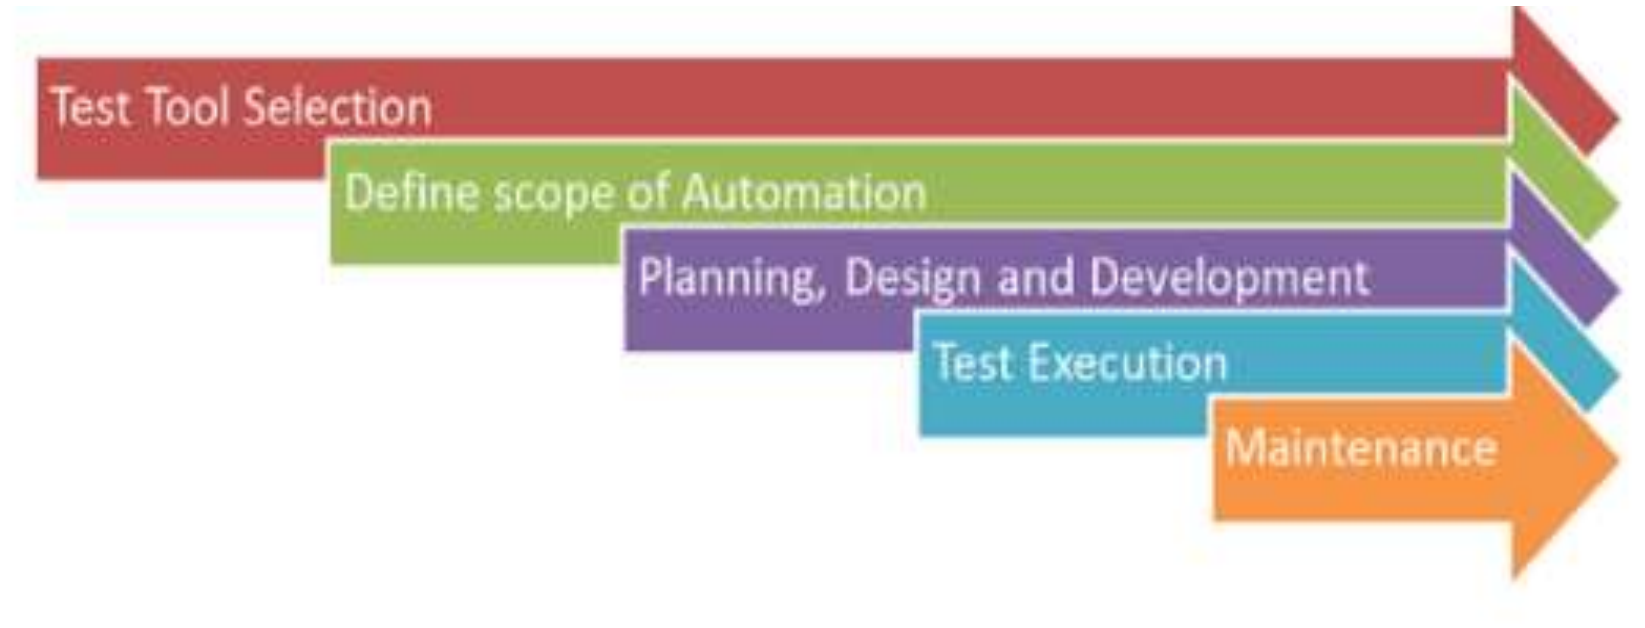 Test Tool Selection
Define scope of Automation
Planning, Design and Development
Test Execution
Maintenance